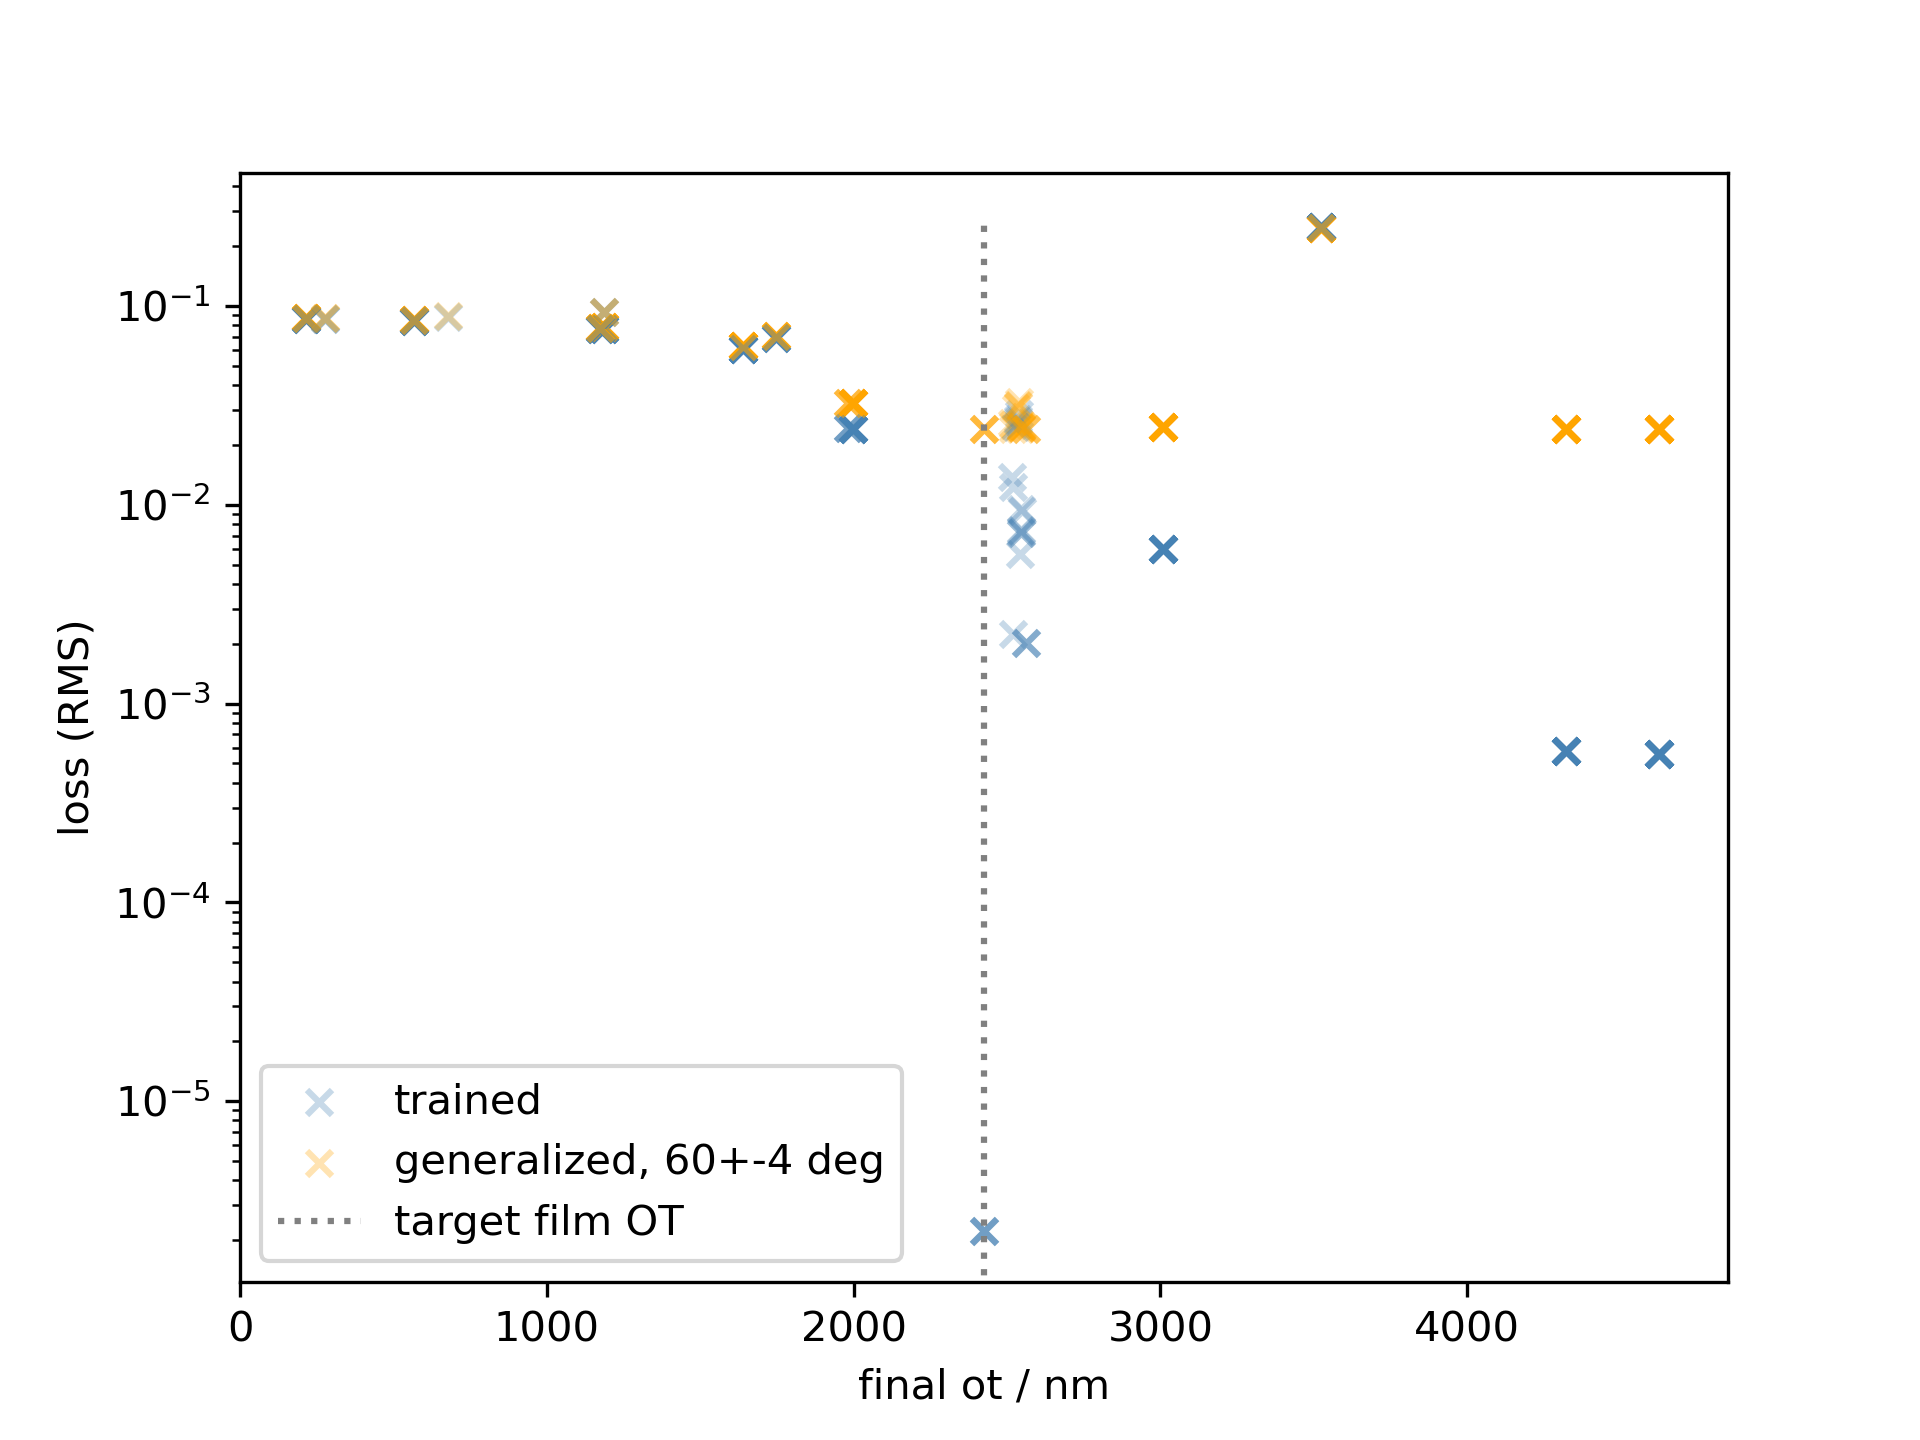 10⁻¹
10⁻²
10⁻³
10⁻⁴
10⁻⁵
loss (RMS)
trained
generalized, 60+-4 deg
target film OT
0 1000 2000 3000 4000
final ot / nm